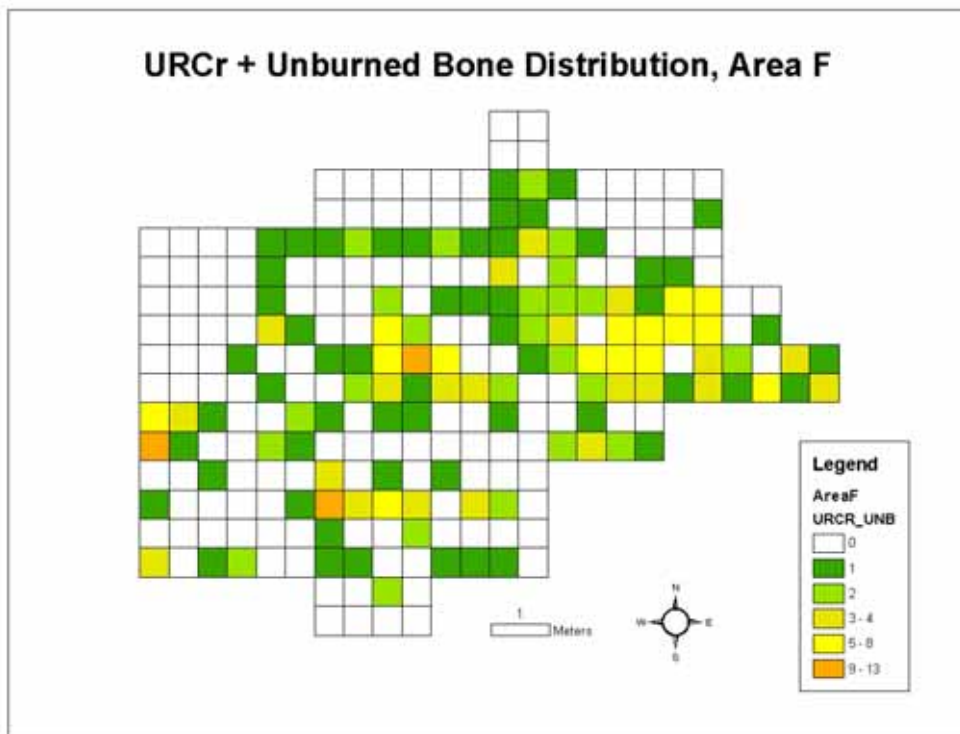 URCr + Unburned Bone Distribution, Area F
Legend
AreaF
URCR_UNB
0
1
2
3 - 4
5 - 8
9 - 13
1
Meters
N
W
E
S